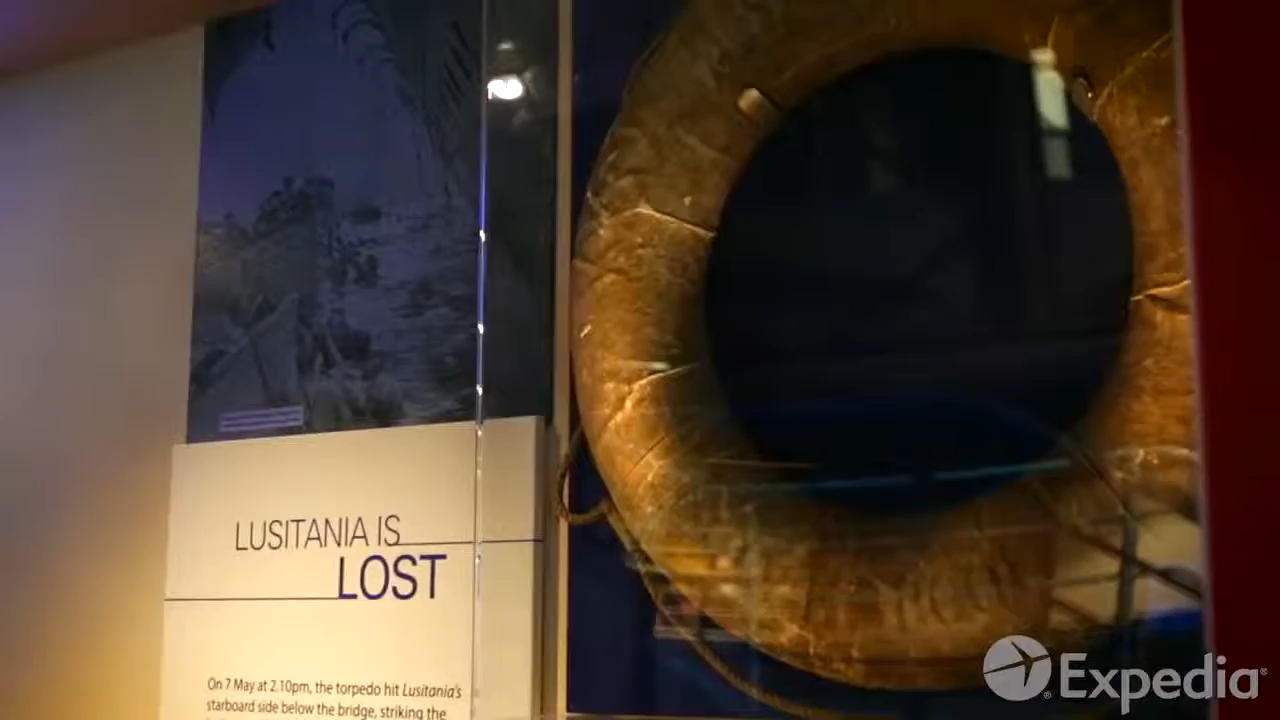 LUSITANIA IS
LOST
On 7 May at 2.10pm, the torpedo hit Lusitania's
starboard side below the bridge, striking the
Expedia®